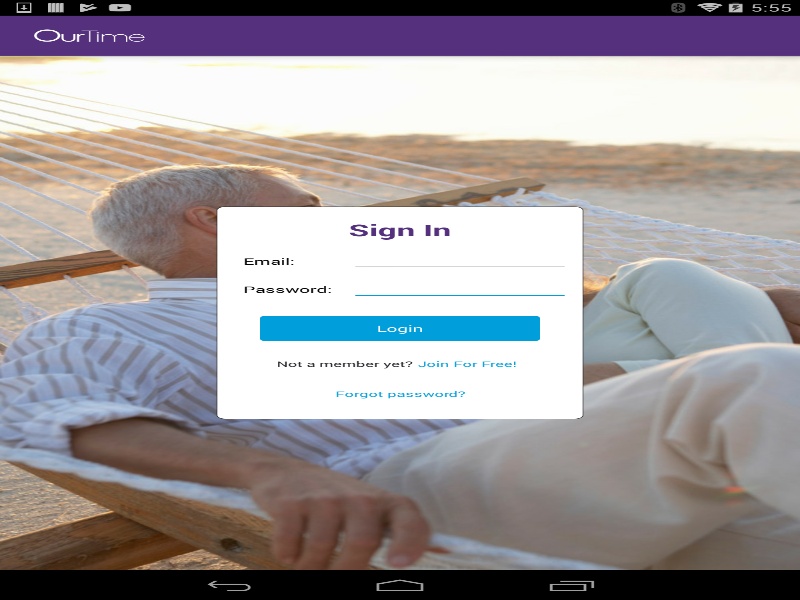 5:55
OurTime
Sign In
Email:
Password:
Login
Not a member yet? Join For Free!
Forgot password?